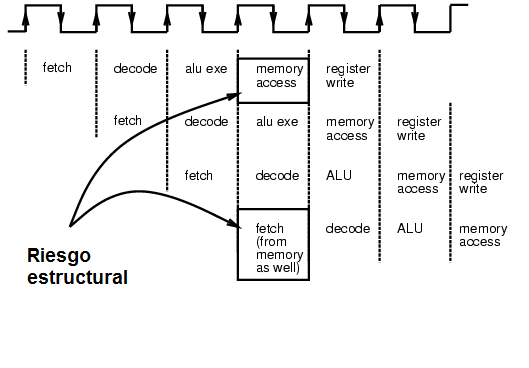 fetch decode alu exe memory access register write
fetch decode alu exe memory access register write
fetch decode ALU memory access register write
fetch (from memory as well) decode ALU memory access
Riesgo
estructural